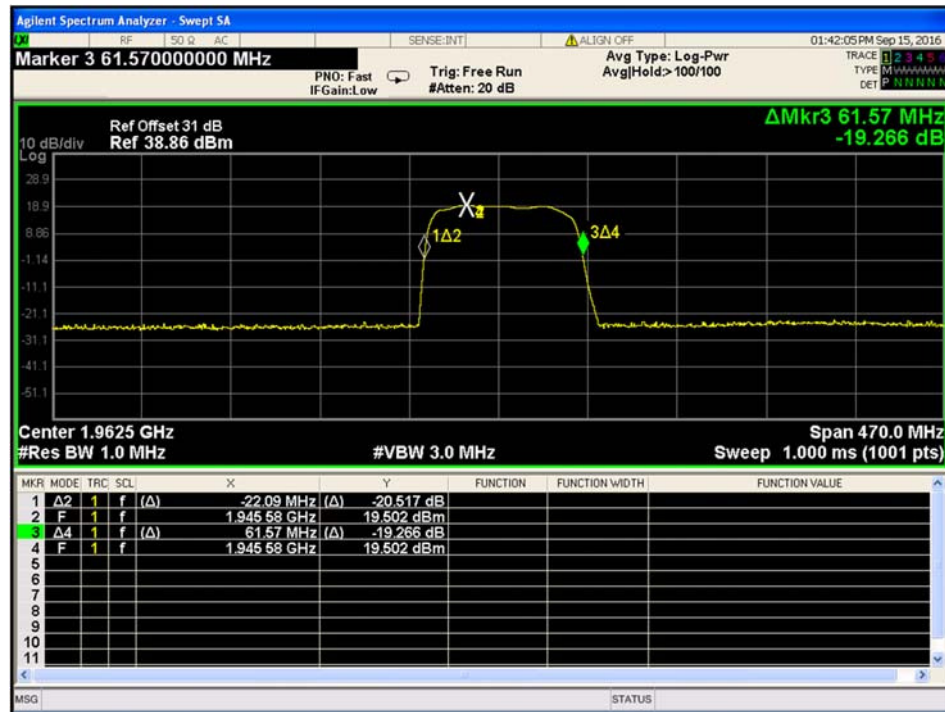 Agilent Spectrum Analyzer - Swept SA
RF 50 Ω AC SENSE:INT ALIGN OFF 01:42:05 PM Sep 15, 2016
Marker 3 61.570000000 MHz
PNO: Fast
IFGain:Low
Trig: Free Run
#Atten: 20 dB
Avg Type: Log-Pwr
Avg|Hold:>100/100
TRACE 1 2 3 4 5
TYPE M
DET P N N N N N
ΔMkr3 61.57 MHz
-19.266 dB
Ref Offset 31 dB
10 dB/div Ref 38.86 dBm
Log
28.9
18.9
8.86
-1.14
-11.1
-21.1
-31.1
-41.1
-51.1
1Δ2
3Δ4
Center 1.9625 GHz Span 470.0 MHz
#Res BW 1.0 MHz #VBW 3.0 MHz Sweep 1.000 ms (1001 pts)
MKR MODE TRC SCL X Y FUNCTION FUNCTION WIDTH FUNCTION VALUE
1 Δ2 1 f (Δ) -22.09 MHz (Δ) -20.517 dB
2 F 1 f 1.945 58 GHz 19.502 dBm
3 Δ4 1 f (Δ) 61.57 MHz (Δ) -19.266 dB
4 F 1 f 1.945 58 GHz 19.502 dBm
5
6
7
8
9
10
11
MSG STATUS